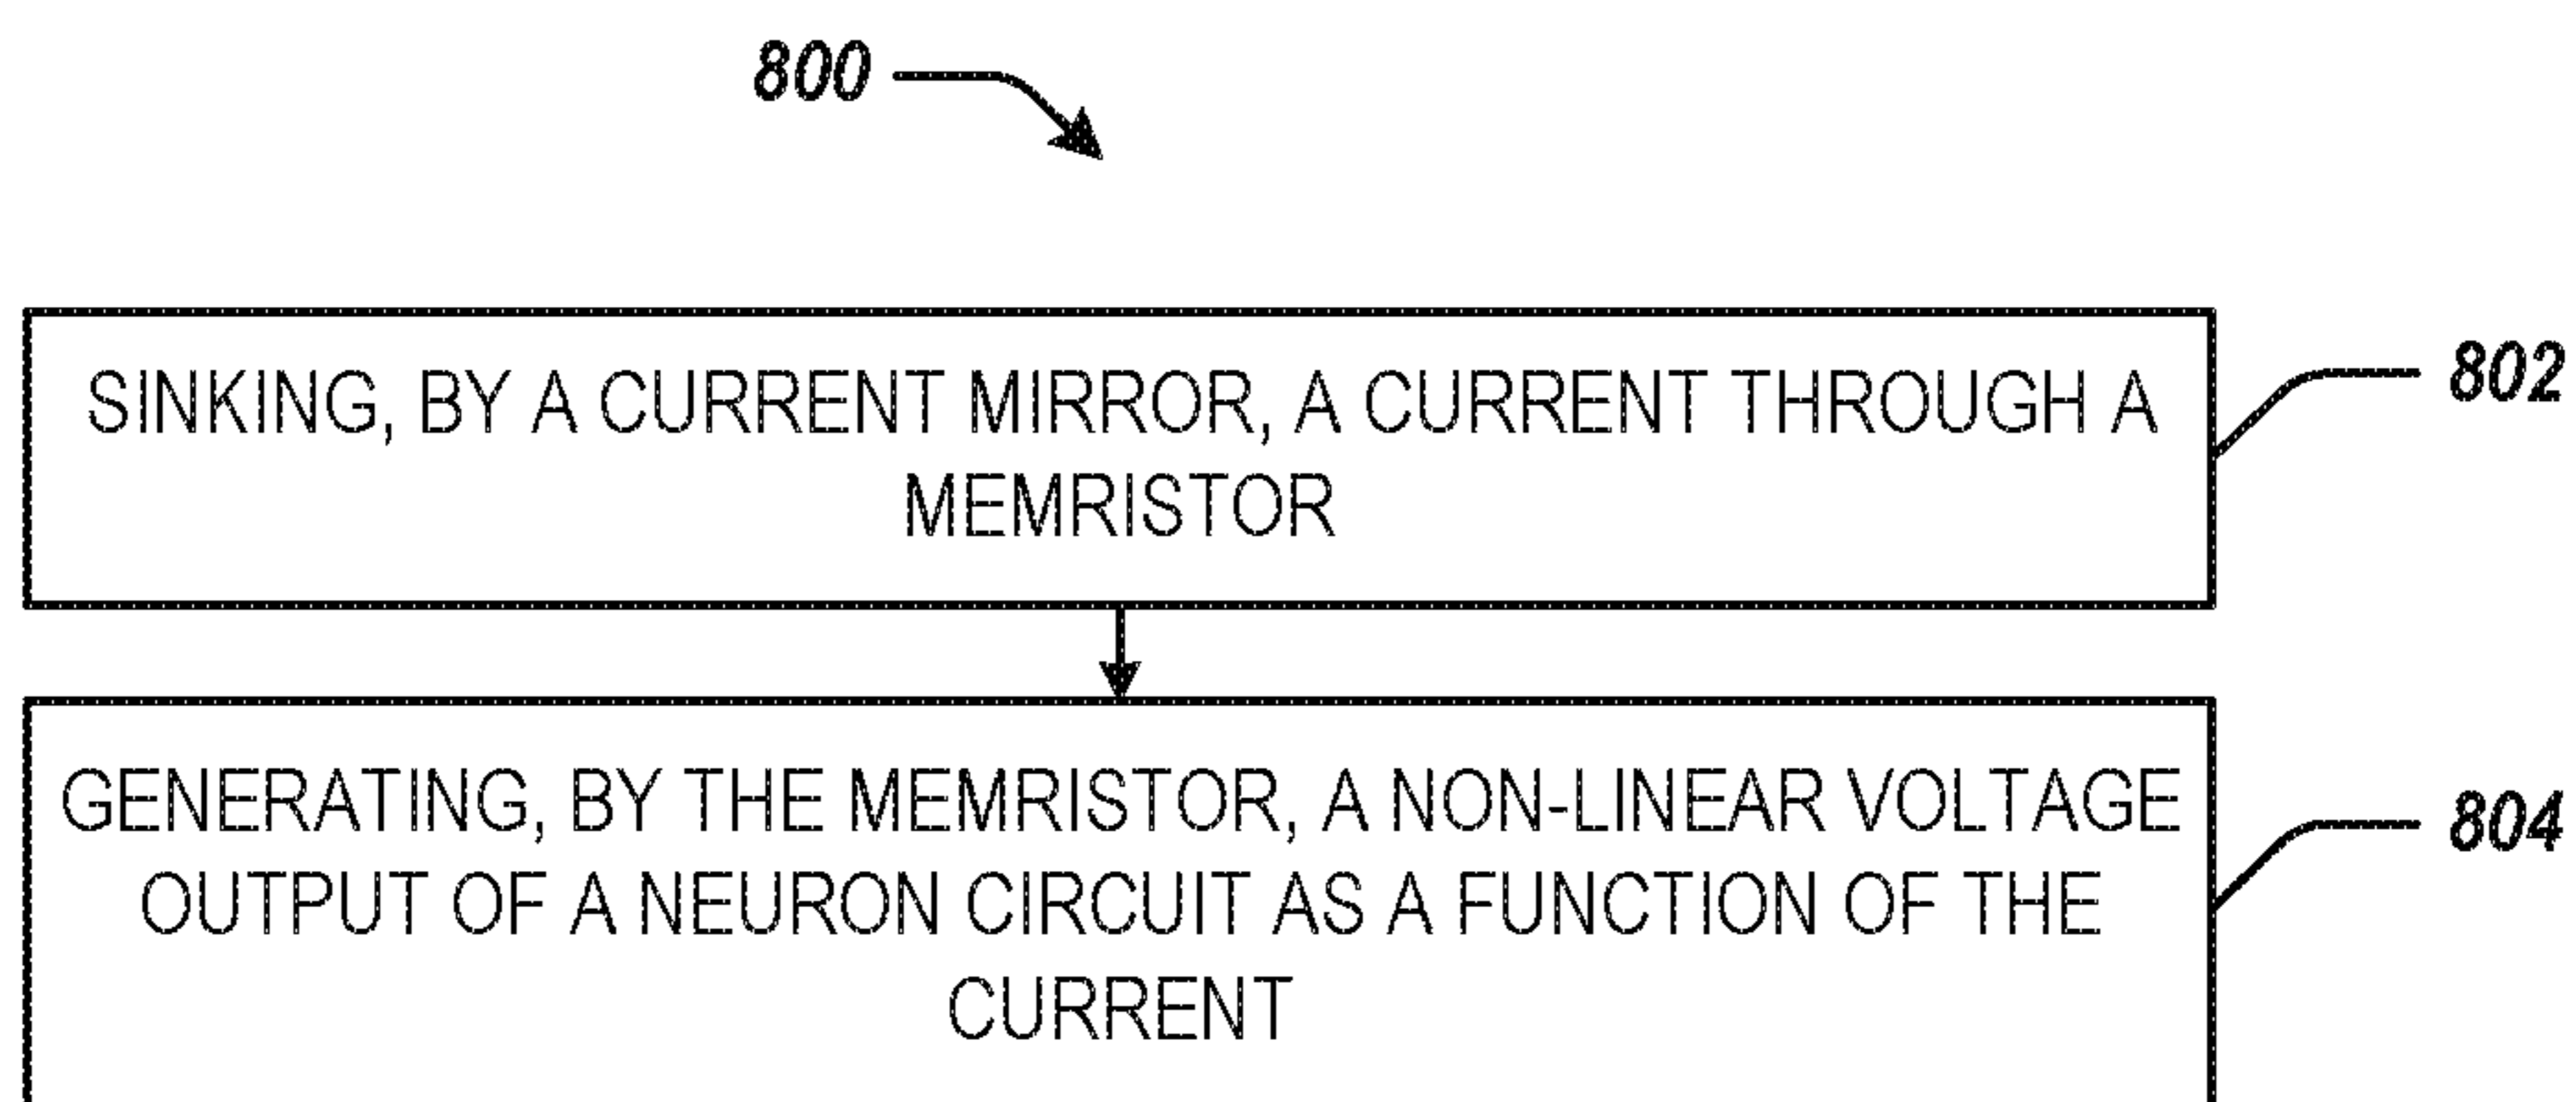 800
SINKING, BY A CURRENT MIRROR, A CURRENT THROUGH A
MEMRISTOR
802
GENERATING, BY THE MEMRISTOR, A NON-LINEAR VOLTAGE
OUTPUT OF A NEURON CIRCUIT AS A FUNCTION OF THE
CURRENT
804